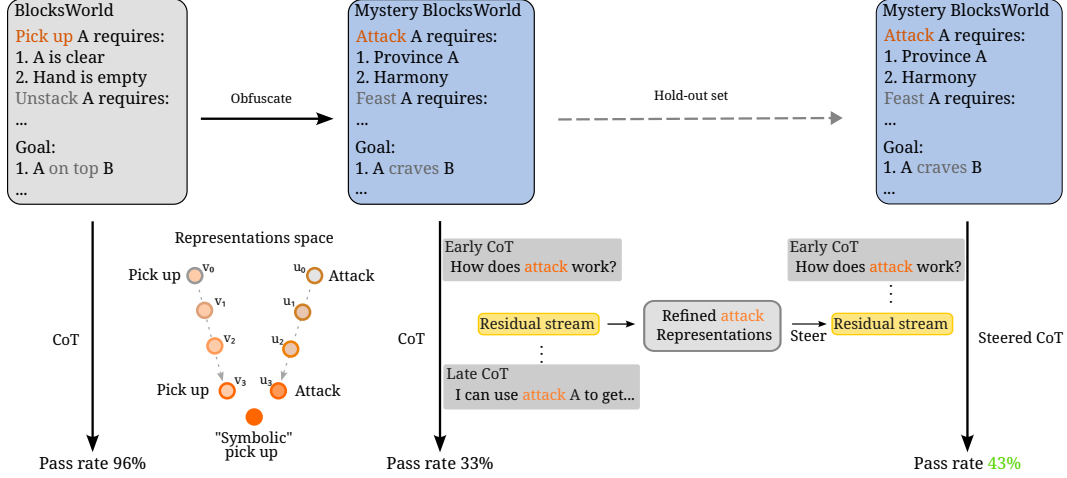 BlocksWorld
Pick up A requires:
1. A is clear
2. Hand is empty
Unstack A requires:
...
Goal:
1. A on top B
...
Obfuscate
Mystery BlocksWorld
Attack A requires:
1. Province A
2. Harmony
Feast A requires:
...
Goal:
1. A craves B
...
Hold-out set
Mystery BlocksWorld
Attack A requires:
1. Province A
2. Harmony
Feast A requires:
...
Goal:
1. A craves B
...
CoT
Representations space
Pick up
v₀
u₀
Attack
v₁
u₁
v₂
u₂
Pick up
v₃
u₃
Attack
"Symbolic"
pick up
CoT
Early CoT
How does attack work?
Residual stream
Late CoT
I can use attack A to get...
Refined attack
Representations
Steer
Early CoT
How does attack work?
Residual stream
Steered CoT
Pass rate 96%
Pass rate 33%
Pass rate 43%